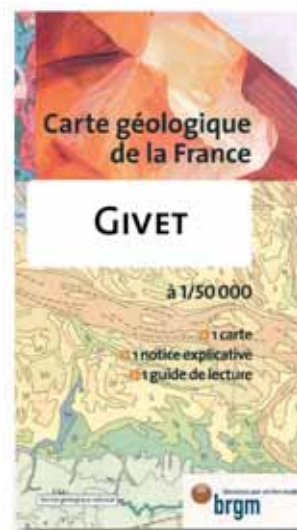 Carte géologique
de la France
GIVET
à 1/50 000
1 carte
1 notice explicative
1 guide de lecture
brgm